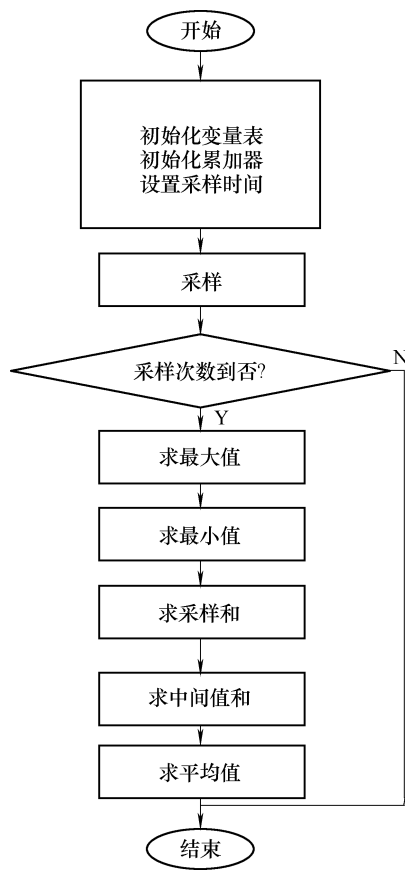 开始
初始化变量表
初始化累加器
设置采样时间
采样
采样次数到否?
N
Y
求最大值
求最小值
求采样和
求中间值和
求平均值
结束